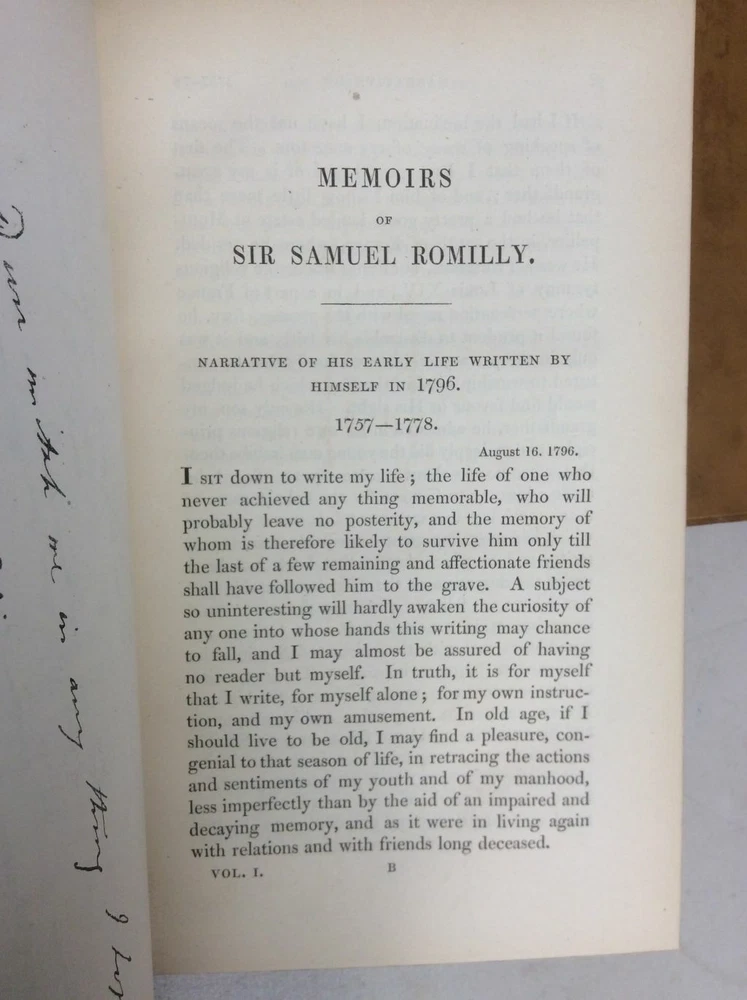 MEMOIRS
OF
SIR SAMUEL ROMILLY.
NARRATIVE OF HIS EARLY LIFE WRITTEN BY
HIMSELF IN 1796.
1757—1778.
August 16. 1796.
I SIT down to write my life; the life of one who
never achieved any thing memorable, who will
probably leave no posterity, and the memory of
whom is therefore likely to survive him only till
the last of a few remaining and affectionate friends
shall have followed him to the grave. A subject
so uninteresting will hardly awaken the curiosity of
any one into whose hands this writing may chance
to fall, and I may almost be assured of having
no reader but myself. In truth, it is for myself
that I write, for myself alone; for my own instruc-
tion, and my own amusement. In old age, if I
should live to be old, I may find a pleasure, con-
genial to that season of life, in retracing the actions
and sentiments of my youth and of my manhood,
less imperfectly than by the aid of an impaired and
decaying memory, and as it were in living again
with relations and with friends long deceased.
VOL. I. B
me in any thing I